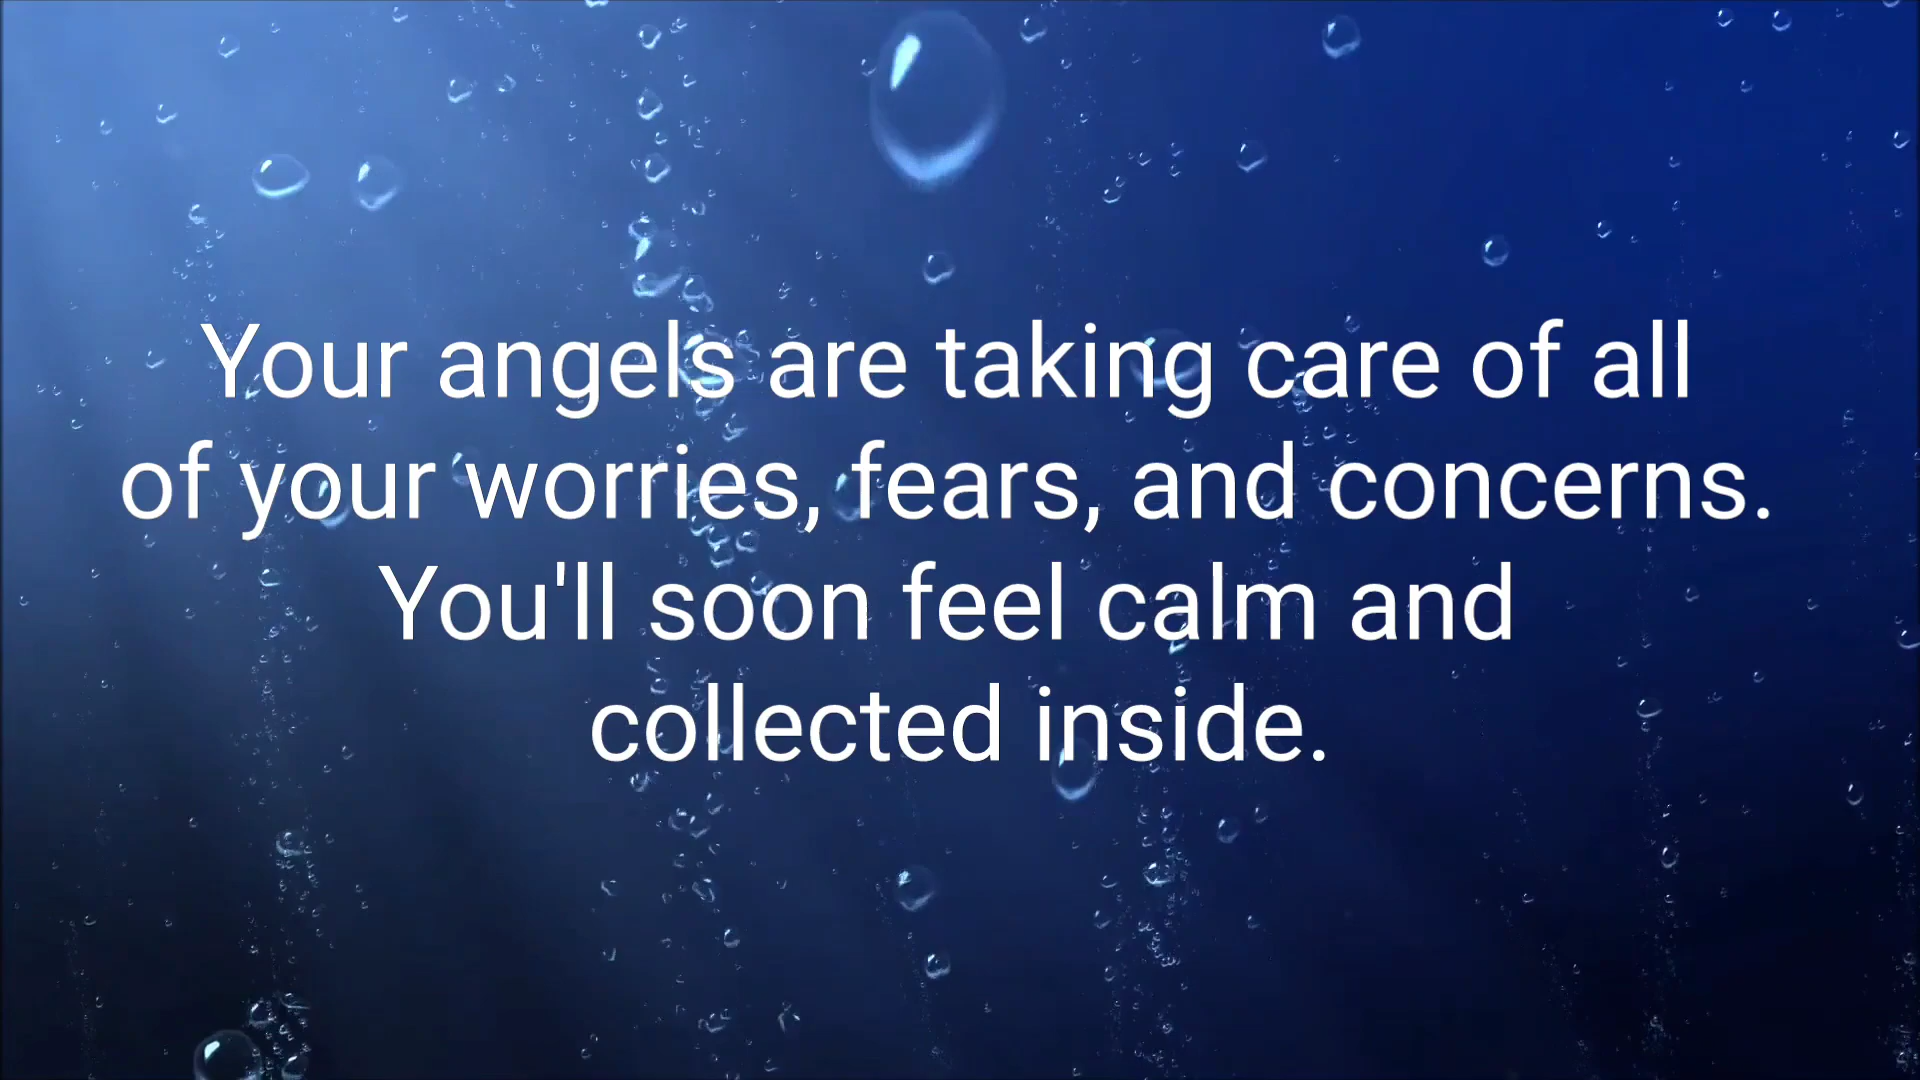 Your angels are taking care of all
of your worries, fears, and concerns.
You'll soon feel calm and
collected inside.